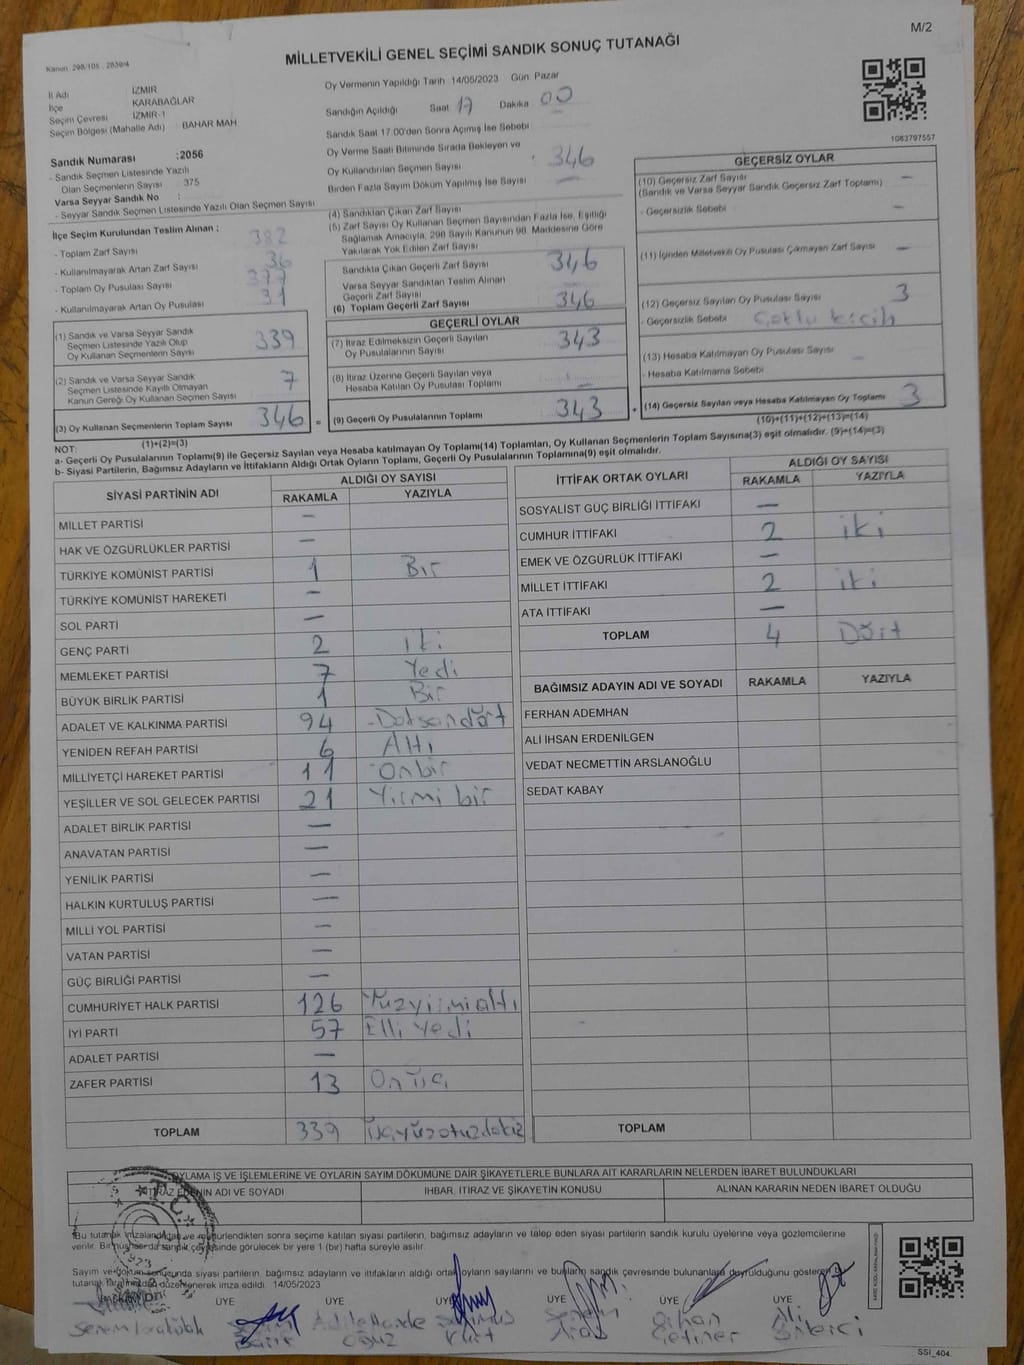 M/2
MİLLETVEKİLİ GENEL SEÇİMİ SANDIK SONUÇ TUTANAĞI
Kanun: 298/105 - 2839/4
İl Adı İZMİR
İlçe KARABAĞLAR
Seçim Çevresi İZMİR-1
Seçim Bölgesi (Mahalle Adı) BAHAR MAH
Sandık Numarası :2056
- Sandık Seçmen Listesinde Yazılı
Olan Seçmenlerin Sayısı 375
Varsa Seyyar Sandık No :
- Seyyar Sandık Seçmen Listesinde Yazılı Olan Seçmen Sayısı
Oy Vermenin Yapıldığı Tarih 14/05/2023 Gün Pazar
Sandığın Açıldığı Saat 17 Dakika 00
Sandık Saat 17:00'den Sonra Açımış İse Sebebi
Oy Verme Saati Bitiminde Sırada Bekleyen ve
Oy Kullandırılan Seçmen Sayısı
Birden Fazla Sayım Döküm Yapılmış İse Sayısı —
1083797557
İlçe Seçim Kurulundan Teslim Alınan :
- Toplam Zarf Sayısı 382
- Kullanılmayarak Artan Zarf Sayısı 36
- Toplam Oy Pusulası Sayısı 377
- Kullanılmayarak Artan Oy Pusulası 31
(4) Sandıktan Çıkan Zarf Sayısı 346
(5) Zarf Sayısı Oy Kullanan Seçmen Sayısından Fazla İse, Eşitliği
Sağlamak Amacıyla, 298 Sayılı Kanunun 98. Maddesine Göre
Yakılarak Yok Edilen Zarf Sayısı
Sandıkta Çıkan Geçerli Zarf Sayısı 346
Varsa Seyyar Sandıktan Teslim Alınan
Geçerli Zarf Sayısı
(6) Toplam Geçerli Zarf Sayısı 346
(1) Sandık ve Varsa Seyyar Sandık
Seçmen Listesinde Yazılı Olup
Oy Kullanan Seçmenlerin Sayısı 339
(2) Sandık ve Varsa Seyyar Sandık
Seçmen Listesinde Kayıtlı Olmayan
Kanun Gereği Oy Kullanan Seçmen Sayısı 7
(3) Oy Kullanan Seçmenlerin Toplam Sayısı 346 =
(1)+(2)=(3)
GEÇERLİ OYLAR
(7) İtiraz Edilmeksizin Geçerli Sayılan
Oy Pusulalarının Sayısı 343
(8) İtiraz Üzerine Geçerli Sayılan veya
Hesaba Katılan Oy Pusulası Toplamı —
(9) Geçerli Oy Pusulalarının Toplamı 343 +
GEÇERSİZ OYLAR
(10) Geçersiz Zarf Sayısı —
(Sandık ve Varsa Seyyar Sandık Geçersiz Zarf Toplamı)
- Geçersizlik Sebebi —
(11) İçinden Milletvekili Oy Pusulası Çıkmayan Zarf Sayısı —
(12) Geçersiz Sayılan Oy Pusulası Sayısı 3
- Geçersizlik Sebebi Çoklu tercih
(13) Hesaba Katılmayan Oy Pusulası Sayısı —
- Hesaba Katılmama Sebebi
(14) Geçersiz Sayılan veya Hesaba Katılmayan Oy Toplamı 3
(10)+(11)+(12)+(13)=(14)
NOT:
a- Geçerli Oy Pusulalarının Toplamı(9) ile Geçersiz Sayılan veya Hesaba katılmayan Oy Toplamı(14) Toplamları, Oy Kullanan Seçmenlerin Toplam Sayısına(3) eşit olmalıdır. (9)+(14)=(3)
b- Siyasi Partilerin, Bağımsız Adayların ve İttifakların Aldığı Ortak Oyların Toplamı, Geçerli Oy Pusulalarının Toplamına(9) eşit olmalıdır.
SİYASİ PARTİNİN ADI ALDIĞI OY SAYISI
RAKAMLA YAZIYLA
MİLLET PARTİSİ —
HAK VE ÖZGÜRLÜKLER PARTİSİ —
TÜRKİYE KOMÜNİST PARTİSİ 1 Bir
TÜRKİYE KOMÜNİST HAREKETİ —
SOL PARTİ —
GENÇ PARTİ 2 iki
MEMLEKET PARTİSİ 7 Yedi
BÜYÜK BİRLİK PARTİSİ 1 Bir
ADALET VE KALKINMA PARTİSİ 94
YENİDEN REFAH PARTİSİ 6 Altı
MİLLİYETÇİ HAREKET PARTİSİ 11 Onbir
YEŞİLLER VE SOL GELECEK PARTİSİ 21 Yirmi bir
ADALET BİRLİK PARTİSİ —
ANAVATAN PARTİSİ —
YENİLİK PARTİSİ —
HALKIN KURTULUŞ PARTİSİ —
MİLLİ YOL PARTİSİ —
VATAN PARTİSİ —
GÜÇ BİRLİĞİ PARTİSİ —
CUMHURİYET HALK PARTİSİ 126 Yüzyirmialtı
İYİ PARTİ 57 Elli yedi
ADALET PARTİSİ —
ZAFER PARTİSİ 13 Onüç
TOPLAM 339
İTTİFAK ORTAK OYLARI ALDIĞI OY SAYISI
RAKAMLA YAZIYLA
SOSYALİST GÜÇ BİRLİĞİ İTTİFAKI —
CUMHUR İTTİFAKI 2 iki
EMEK VE ÖZGÜRLÜK İTTİFAKI —
MİLLET İTTİFAKI 2 iki
ATA İTTİFAKI —
TOPLAM 4 Dört
BAĞIMSIZ ADAYIN ADI VE SOYADI RAKAMLA YAZIYLA
FERHAN ADEMHAN
ALİ İHSAN ERDENİLGEN
VEDAT NECMETTİN ARSLANOĞLU
SEDAT KABAY
TOPLAM
OYLAMA İŞ VE İŞLEMLERİNE VE OYLARIN SAYIM DÖKÜMÜNE DAİR ŞİKAYETLERLE BUNLARA AİT KARARLARIN NELERDEN İBARET BULUNDUKLARI
İTİRAZ EDENİN ADI VE SOYADI İHBAR, İTİRAZ VE ŞİKAYETİN KONUSU ALINAN KARARIN NEDEN İBARET OLDUĞU
T.C.
Bu tutanak imzalandıktan ve mühürlendikten sonra seçime katılan siyasi partilerin, bağımsız adayların ve talep eden siyasi partilerin sandık kurulu üyelerine veya gözlemcilerine
verilir. Bir nüshası da sandık çevresinde görülecek bir yere 1 (bir) hafta süreyle asılır.
Sayım ve döküm sonucunda siyasi partilerin, bağımsız adayların ve ittifakların aldığı ortak oyların sayılarını ve bunların sandık çevresinde bulunanlara duyrulduğunu gösteren
tutanak tarafımızdan düzenlenerek imza edildi. 14/05/2023
ÜYE ÜYE ÜYE ÜYE ÜYE ÜYE
SSİ_404